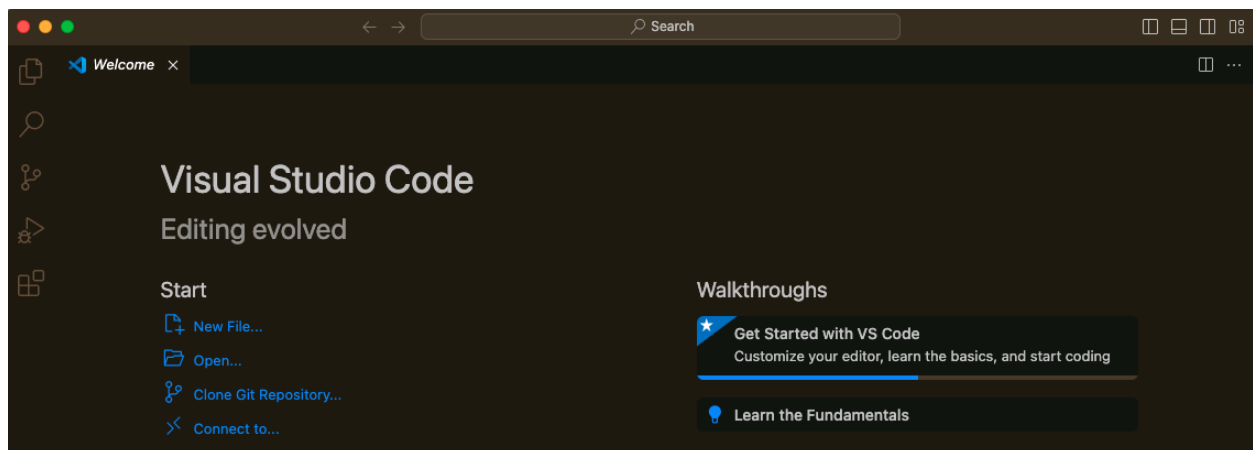 Search
Welcome
Visual Studio Code
Editing evolved
Start
New File...
Open...
Clone Git Repository...
Connect to...
Walkthroughs
Get Started with VS Code
Customize your editor, learn the basics, and start coding
Learn the Fundamentals